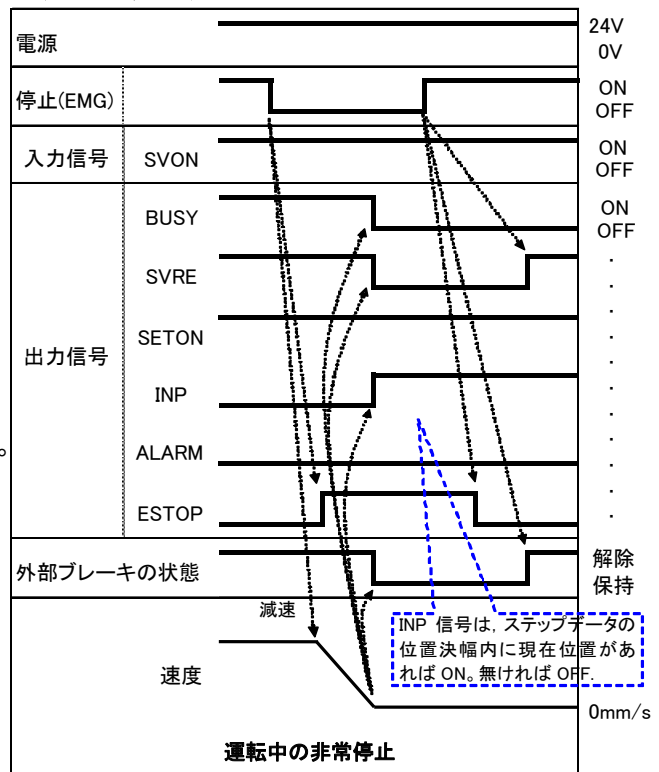 電源
24V
0V
停止(EMG)
ON
OFF
入力信号
SVON
ON
OFF
出力信号
BUSY
ON
OFF
SVRE
SETON
INP
ALARM
ESTOP
外部ブレーキの状態
解除
保持
減速
INP 信号は, ステップデータの
位置決幅内に現在位置があ
れば ON。無ければ OFF.
速度
0mm/s
運転中の非常停止